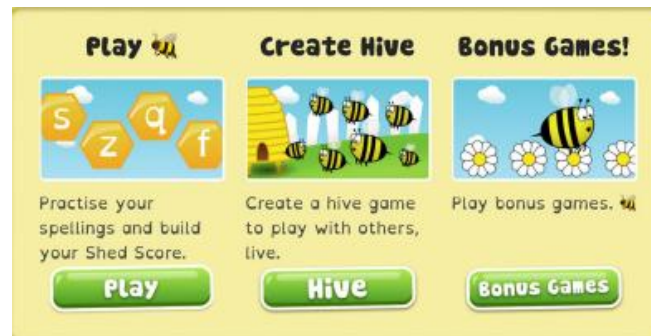 Play 🐝
s
z
q
f
Practise your
spellings and build
your Shed Score.
Play
Create Hive
Create a hive game
to play with others,
live.
Hive
Bonus Games!
Play bonus games. 🐝
Bonus Games